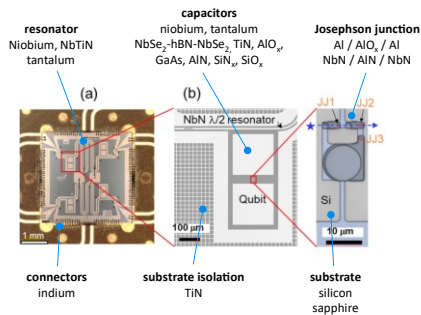 resonator
Niobium, NbTiN
tantalum
capacitors
niobium, tantalum
NbSe2-hBN-NbSe2, TiN, AlOx,
GaAs, AlN, SiNx, SiOx
Josephson junction
Al / AlOx / Al
NbN / AlN / NbN
(a)
1 mm
(b)
NbN λ/2 resonator
Qubit
100 μm
JJ1
JJ2
JJ3
Si
10 μm
connectors
indium
substrate isolation
TiN
substrate
silicon
sapphire